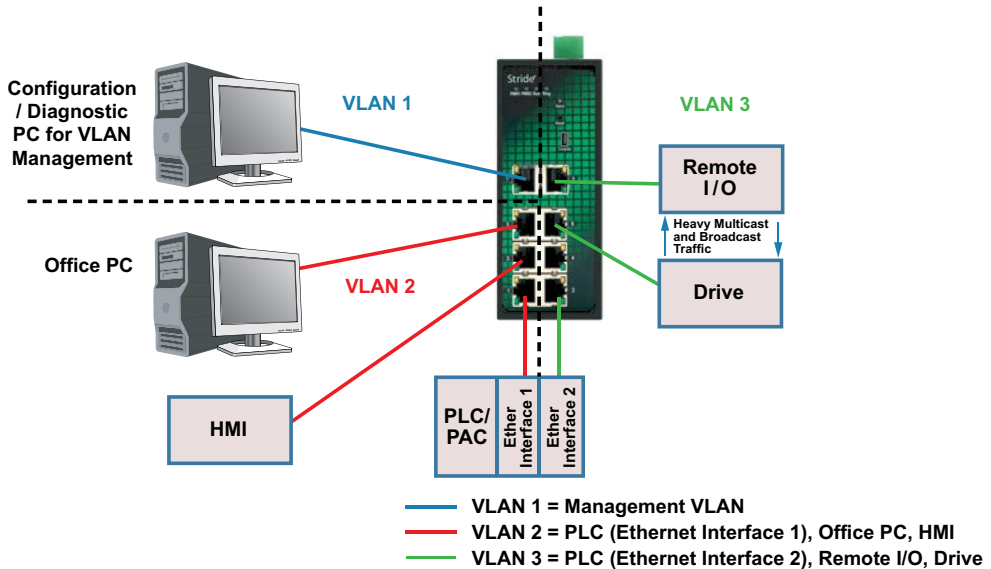 Configuration
/ Diagnostic
PC for VLAN
Management
VLAN 1
Stride
VLAN 3
Remote
I/O
Heavy Multicast
and Broadcast
Traffic
Office PC
VLAN 2
Drive
HMI
PLC/
PAC
Ether
Interface 1
Ether
Interface 2
VLAN 1 = Management VLAN
VLAN 2 = PLC (Ethernet Interface 1), Office PC, HMI
VLAN 3 = PLC (Ethernet Interface 2), Remote I/O, Drive